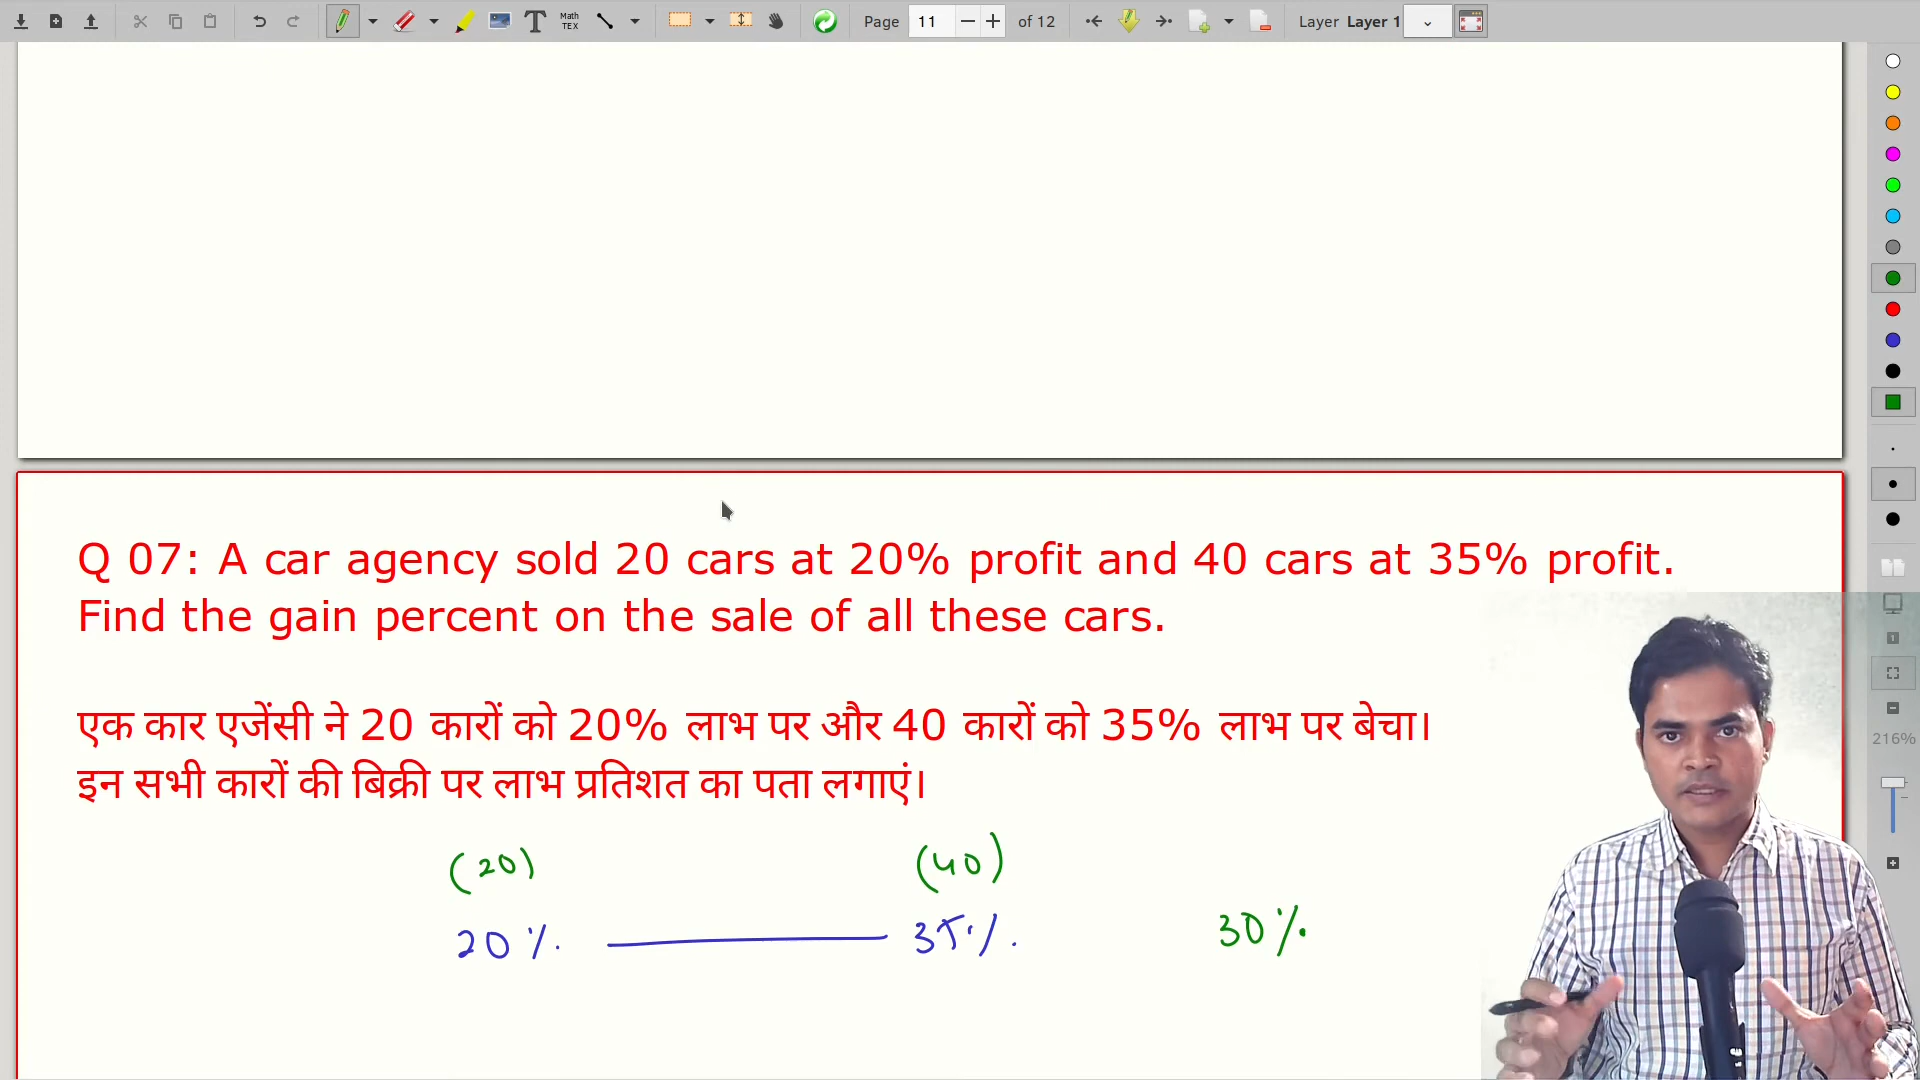 Page 11 of 12 Layer Layer 1
Math
TEX
Q 07: A car agency sold 20 cars at 20% profit and 40 cars at 35% profit.
Find the gain percent on the sale of all these cars.
एक कार एजेंसी ने 20 कारों को 20% लाभ पर और 40 कारों को 35% लाभ पर बेचा।
इन सभी कारों की बिक्री पर लाभ प्रतिशत का पता लगाएं।
216%
(20) (40)
20% 35% 30%